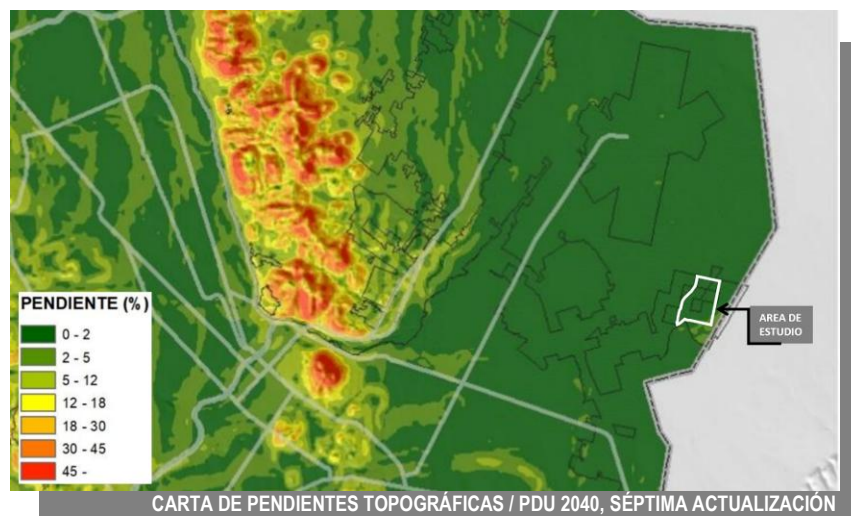 PENDIENTE (%)
0 - 2
2 - 5
5 - 12
12 - 18
18 - 30
30 - 45
45 -
AREA DE
ESTUDIO
CARTA DE PENDIENTES TOPOGRÁFICAS / PDU 2040, SÉPTIMA ACTUALIZACIÓN